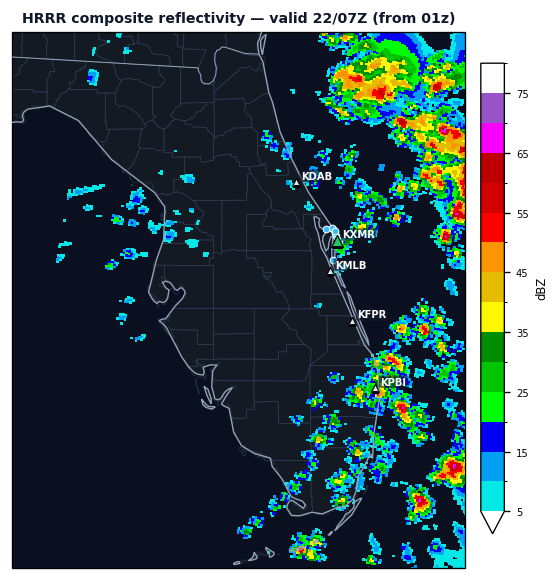 HRRR composite reflectivity — valid 22/07Z (from 01z)
KDAB
KXMR
KMLB
KFPR
KPBI
75
65
55
45
35
25
15
5
dBZ